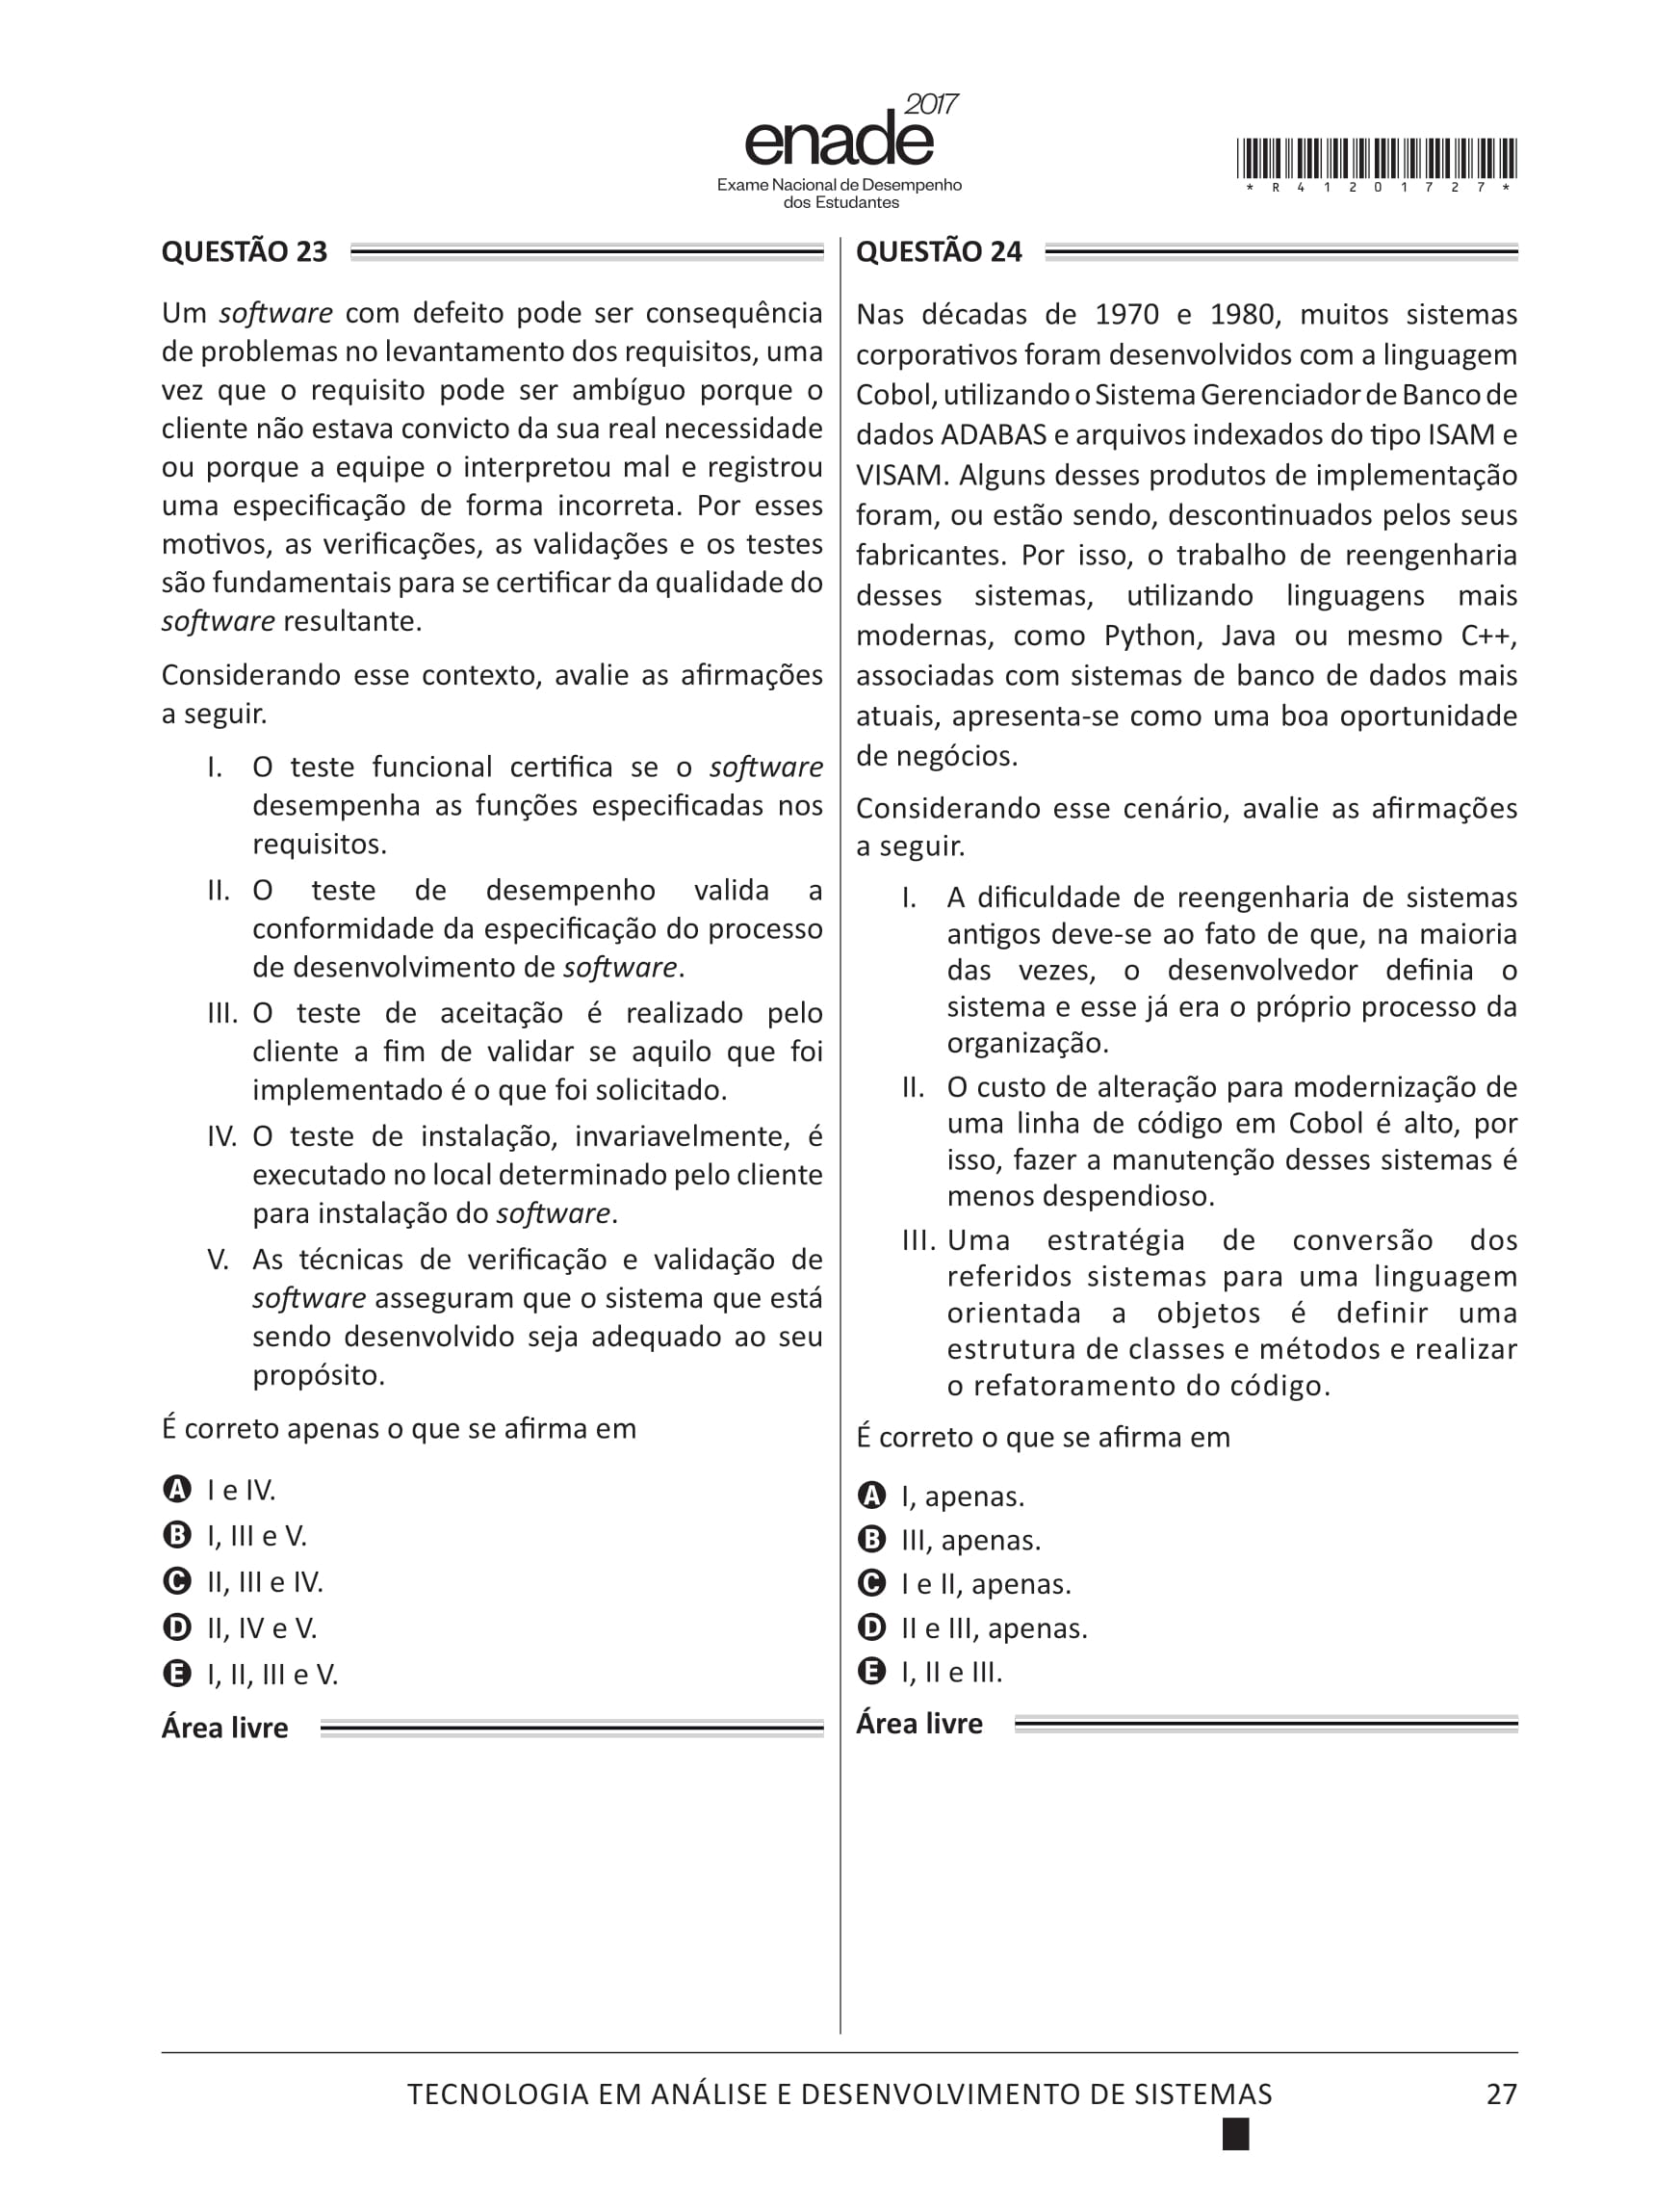 enade 2017
Exame Nacional de Desempenho
dos Estudantes
* R 4 1 2 0 1 7 2 7 *
QUESTÃO 23
Um software com defeito pode ser consequência
de problemas no levantamento dos requisitos, uma
vez que o requisito pode ser ambíguo porque o
cliente não estava convicto da sua real necessidade
ou porque a equipe o interpretou mal e registrou
uma especificação de forma incorreta. Por esses
motivos, as verificações, as validações e os testes
são fundamentais para se certificar da qualidade do
software resultante.
Considerando esse contexto, avalie as afirmações
a seguir.
I. O teste funcional certifica se o software
desempenha as funções especificadas nos
requisitos.
II. O teste de desempenho valida a
conformidade da especificação do processo
de desenvolvimento de software.
III. O teste de aceitação é realizado pelo
cliente a fim de validar se aquilo que foi
implementado é o que foi solicitado.
IV. O teste de instalação, invariavelmente, é
executado no local determinado pelo cliente
para instalação do software.
V. As técnicas de verificação e validação de
software asseguram que o sistema que está
sendo desenvolvido seja adequado ao seu
propósito.
É correto apenas o que se afirma em
A I e IV.
B I, III e V.
C II, III e IV.
D II, IV e V.
E I, II, III e V.
Área livre
QUESTÃO 24
Nas décadas de 1970 e 1980, muitos sistemas
corporativos foram desenvolvidos com a linguagem
Cobol, utilizando o Sistema Gerenciador de Banco de
dados ADABAS e arquivos indexados do tipo ISAM e
VISAM. Alguns desses produtos de implementação
foram, ou estão sendo, descontinuados pelos seus
fabricantes. Por isso, o trabalho de reengenharia
desses sistemas, utilizando linguagens mais
modernas, como Python, Java ou mesmo C++,
associadas com sistemas de banco de dados mais
atuais, apresenta-se como uma boa oportunidade
de negócios.
Considerando esse cenário, avalie as afirmações
a seguir.
I. A dificuldade de reengenharia de sistemas
antigos deve-se ao fato de que, na maioria
das vezes, o desenvolvedor definia o
sistema e esse já era o próprio processo da
organização.
II. O custo de alteração para modernização de
uma linha de código em Cobol é alto, por
isso, fazer a manutenção desses sistemas é
menos despendioso.
III. Uma estratégia de conversão dos
referidos sistemas para uma linguagem
orientada a objetos é definir uma
estrutura de classes e métodos e realizar
o refatoramento do código.
É correto o que se afirma em
A I, apenas.
B III, apenas.
C I e II, apenas.
D II e III, apenas.
E I, II e III.
Área livre
TECNOLOGIA EM ANÁLISE E DESENVOLVIMENTO DE SISTEMAS 27